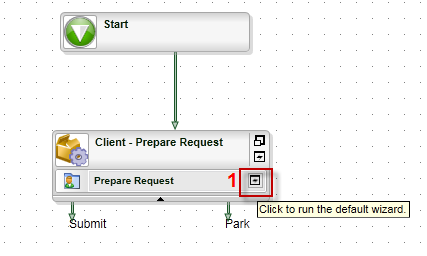 Start
Client - Prepare Request
Prepare Request
1
Click to run the default wizard.
Submit
Park